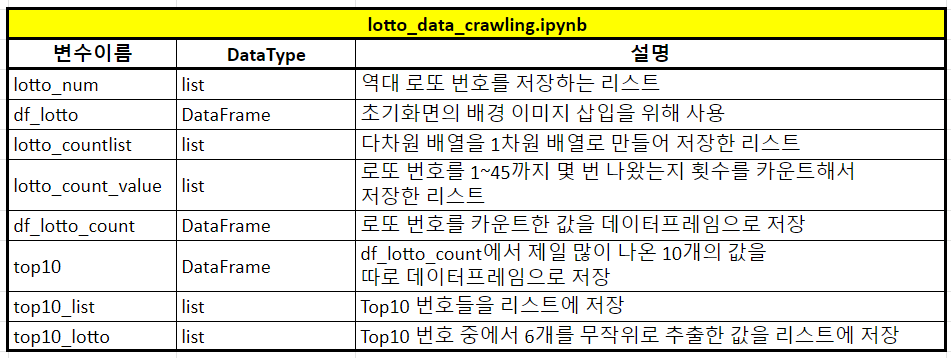 lotto_data_crawling.ipynb
변수이름 DataType 설명
lotto_num list 역대 로또 번호를 저장하는 리스트
df_lotto DataFrame 초기화면의 배경 이미지 삽입을 위해 사용
lotto_countlist list 다차원 배열을 1차원 배열로 만들어 저장한 리스트
lotto_count_value list 로또 번호를 1~45까지 몇 번 나왔는지 횟수를 카운트해서
저장한 리스트
df_lotto_count DataFrame 로또 번호를 카운트한 값을 데이터프레임으로 저장
top10 DataFrame df_lotto_count에서 제일 많이 나온 10개의 값을
따로 데이터프레임으로 저장
top10_list list Top10 번호들을 리스트에 저장
top10_lotto list Top10 번호 중에서 6개를 무작위로 추출한 값을 리스트에 저장